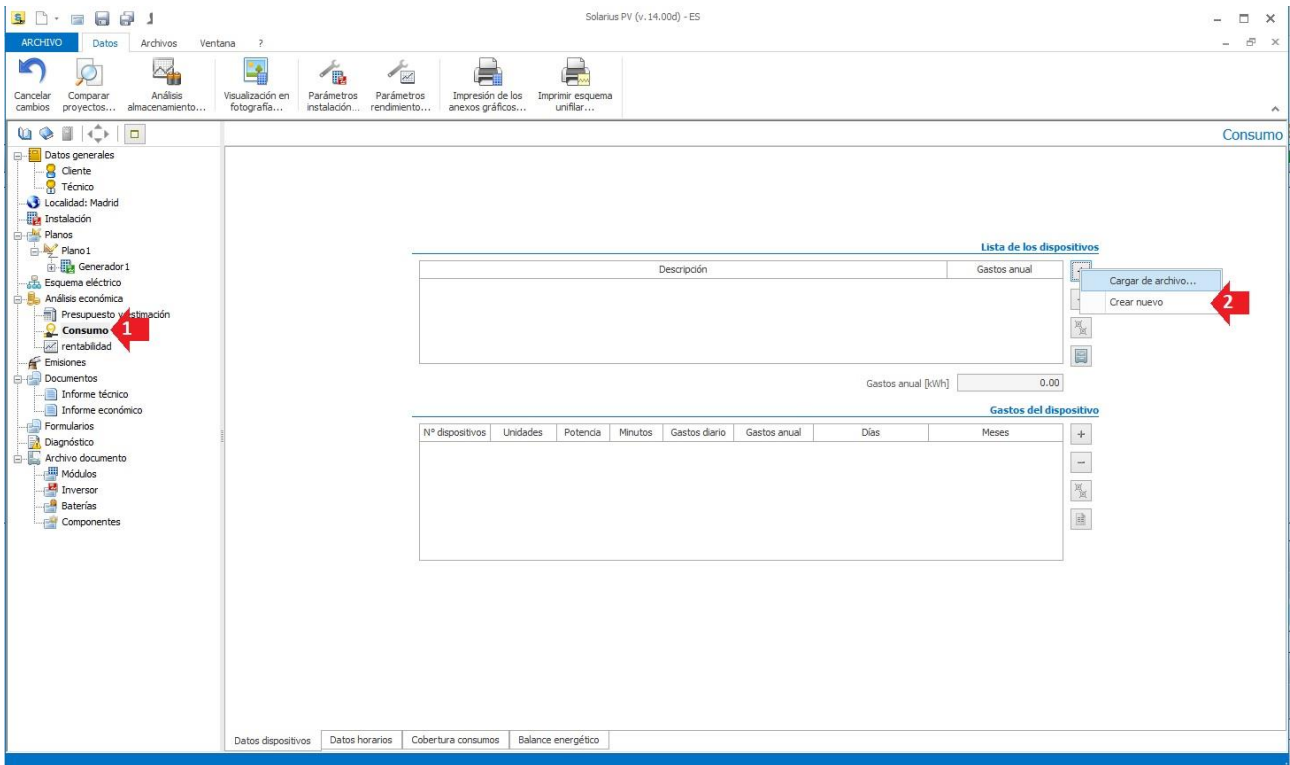 Solarius PV (v.14.00d) - ES
ARCHIVO Datos Archivos Ventana ?
Cancelar cambios
Comparar proyectos...
Análisis almacenamiento...
Visualización en fotografía...
Parámetros instalación...
Parámetros rendimiento...
Impresión de los anexos gráficos...
Imprimir esquema unifilar...
Consumo
Datos generales
Cliente
Técnico
Localidad: Madrid
Instalación
Planos
Plano1
Generador1
Esquema eléctrico
Análisis económica
Presupuesto y estimación
Consumo 1
rentabilidad
Emisiones
Documentos
Informe técnico
Informe económico
Formularios
Diagnóstico
Archivo documento
Módulos
Inversor
Baterías
Componentes
Lista de los dispositivos
Descripción Gastos anual
Cargar de archivo...
Crear nuevo 2
Gastos anual [kWh] 0.00
Gastos del dispositivo
Nº dispositivos Unidades Potencia Minutos Gastos diario Gastos anual Días Meses
Datos dispositivos Datos horarios Cobertura consumos Balance energético